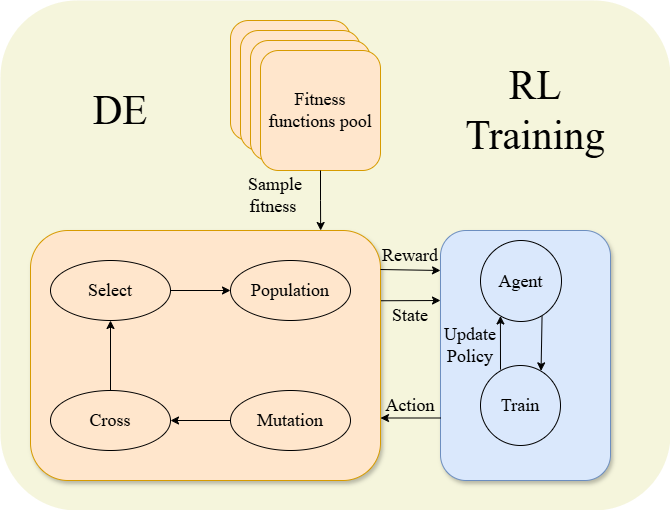 DE
Fitness
functions pool
RL
Training
Sample
fitness
Reward
State
Action
Select
Population
Cross
Mutation
Agent
Update
Policy
Train